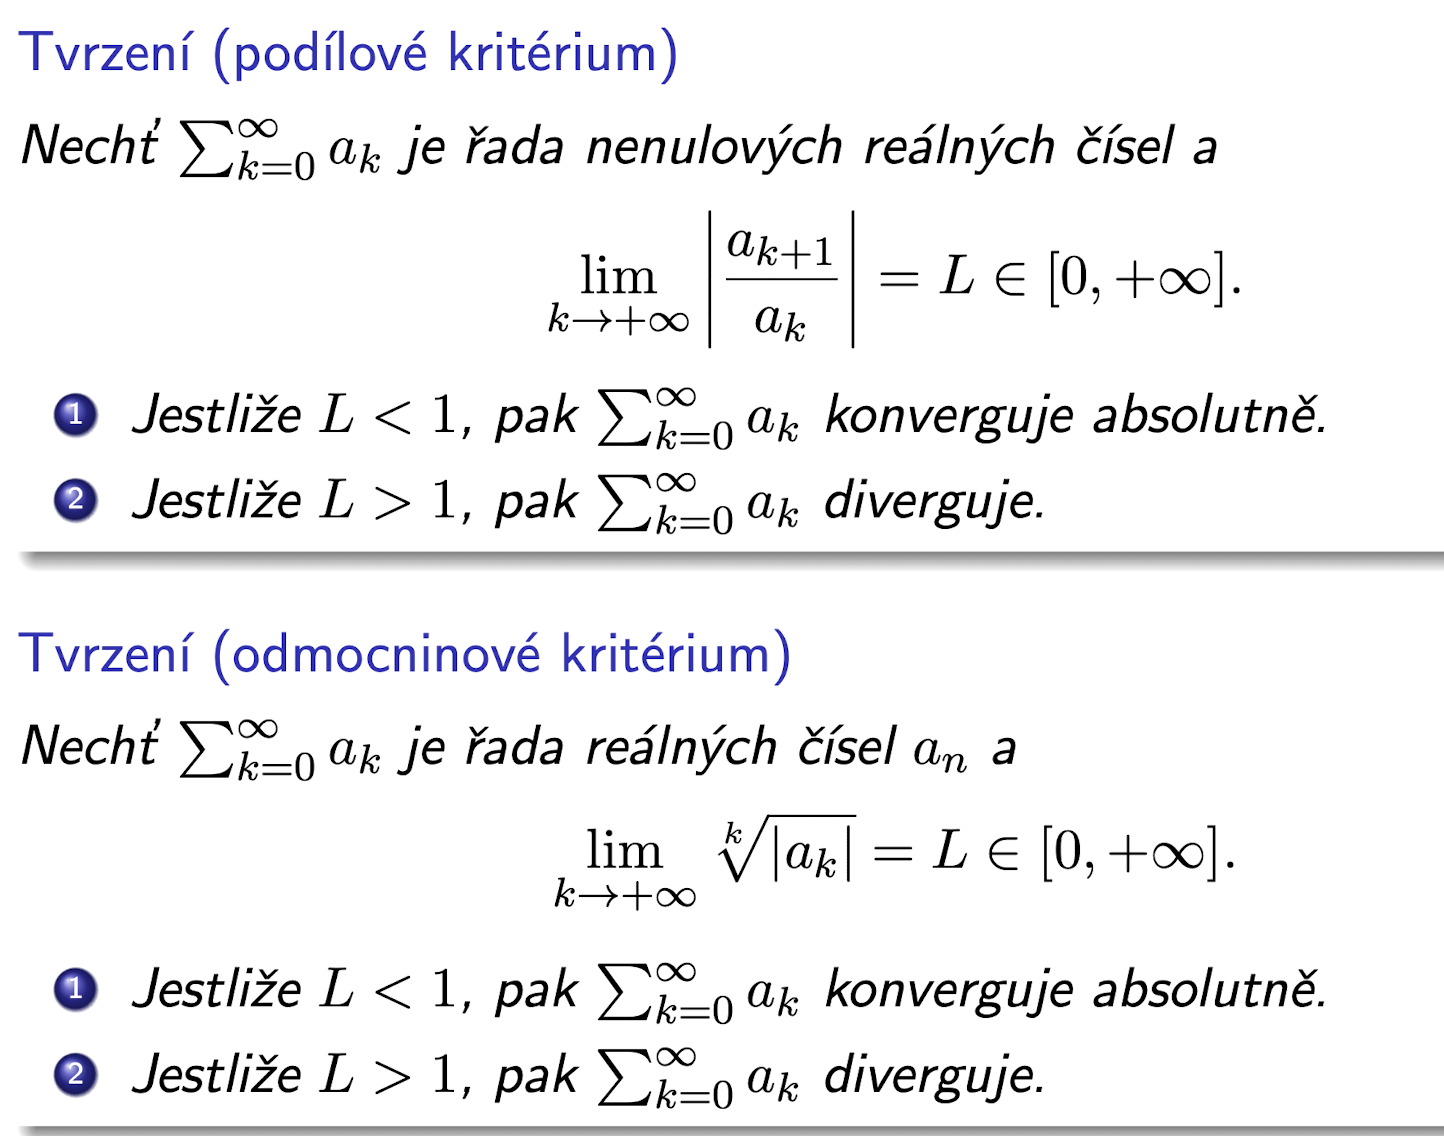 Tvrzení (podílové kritérium)
Nechť $\sum_{k=0}^{\infty} a_k$ je řada nenulových reálných čísel a
$\lim_{k \to +\infty} \left| \frac{a_{k+1}}{a_k} \right| = L \in [0, +\infty].$
1 Jestliže $L < 1$, pak $\sum_{k=0}^{\infty} a_k$ konverguje absolutně.
2 Jestliže $L > 1$, pak $\sum_{k=0}^{\infty} a_k$ diverguje.
Tvrzení (odmocninové kritérium)
Nechť $\sum_{k=0}^{\infty} a_k$ je řada reálných čísel $a_n$ a
$\lim_{k \to +\infty} \sqrt[k]{|a_k|} = L \in [0, +\infty].$
1 Jestliže $L < 1$, pak $\sum_{k=0}^{\infty} a_k$ konverguje absolutně.
2 Jestliže $L > 1$, pak $\sum_{k=0}^{\infty} a_k$ diverguje.